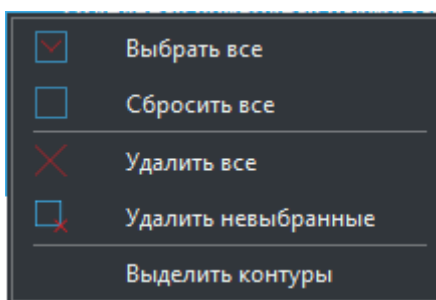 Выбрать все
Сбросить все
Удалить все
Удалить невыбранные
Выделить контуры